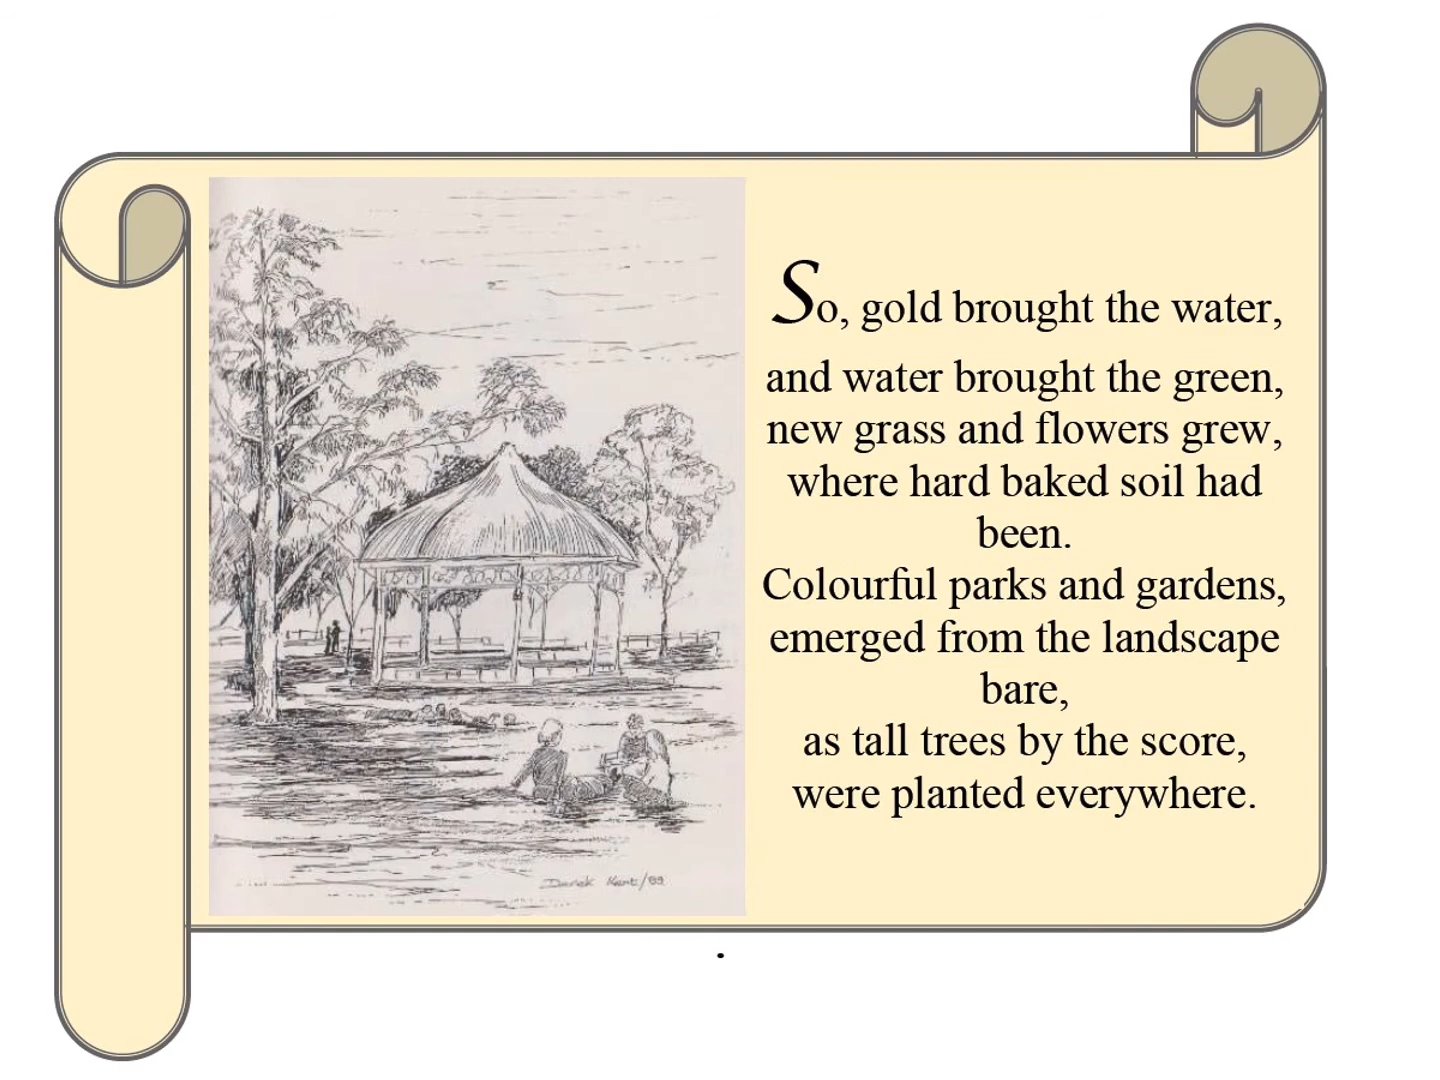 So, gold brought the water,
and water brought the green,
new grass and flowers grew,
where hard baked soil had
been.
Colourful parks and gardens,
emerged from the landscape
bare,
as tall trees by the score,
were planted everywhere.
Derek Kent/89
.